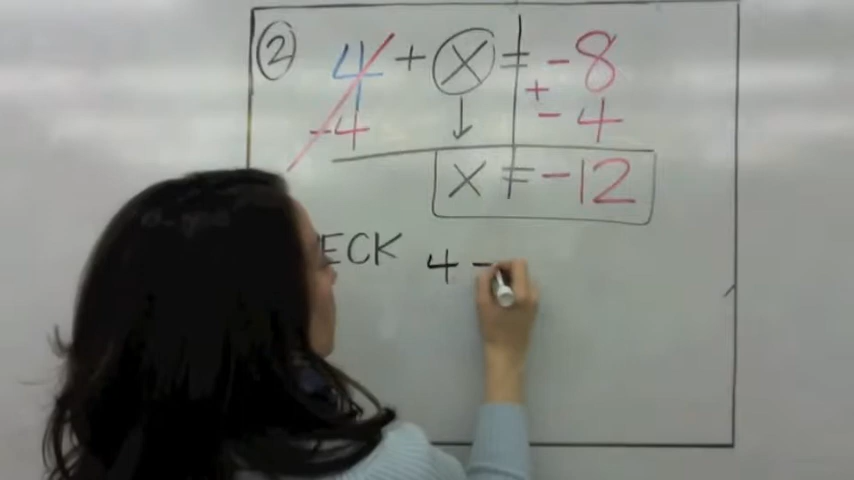 ② 4 + x = -8
-4 + -4
x = -12
ECK 4 -